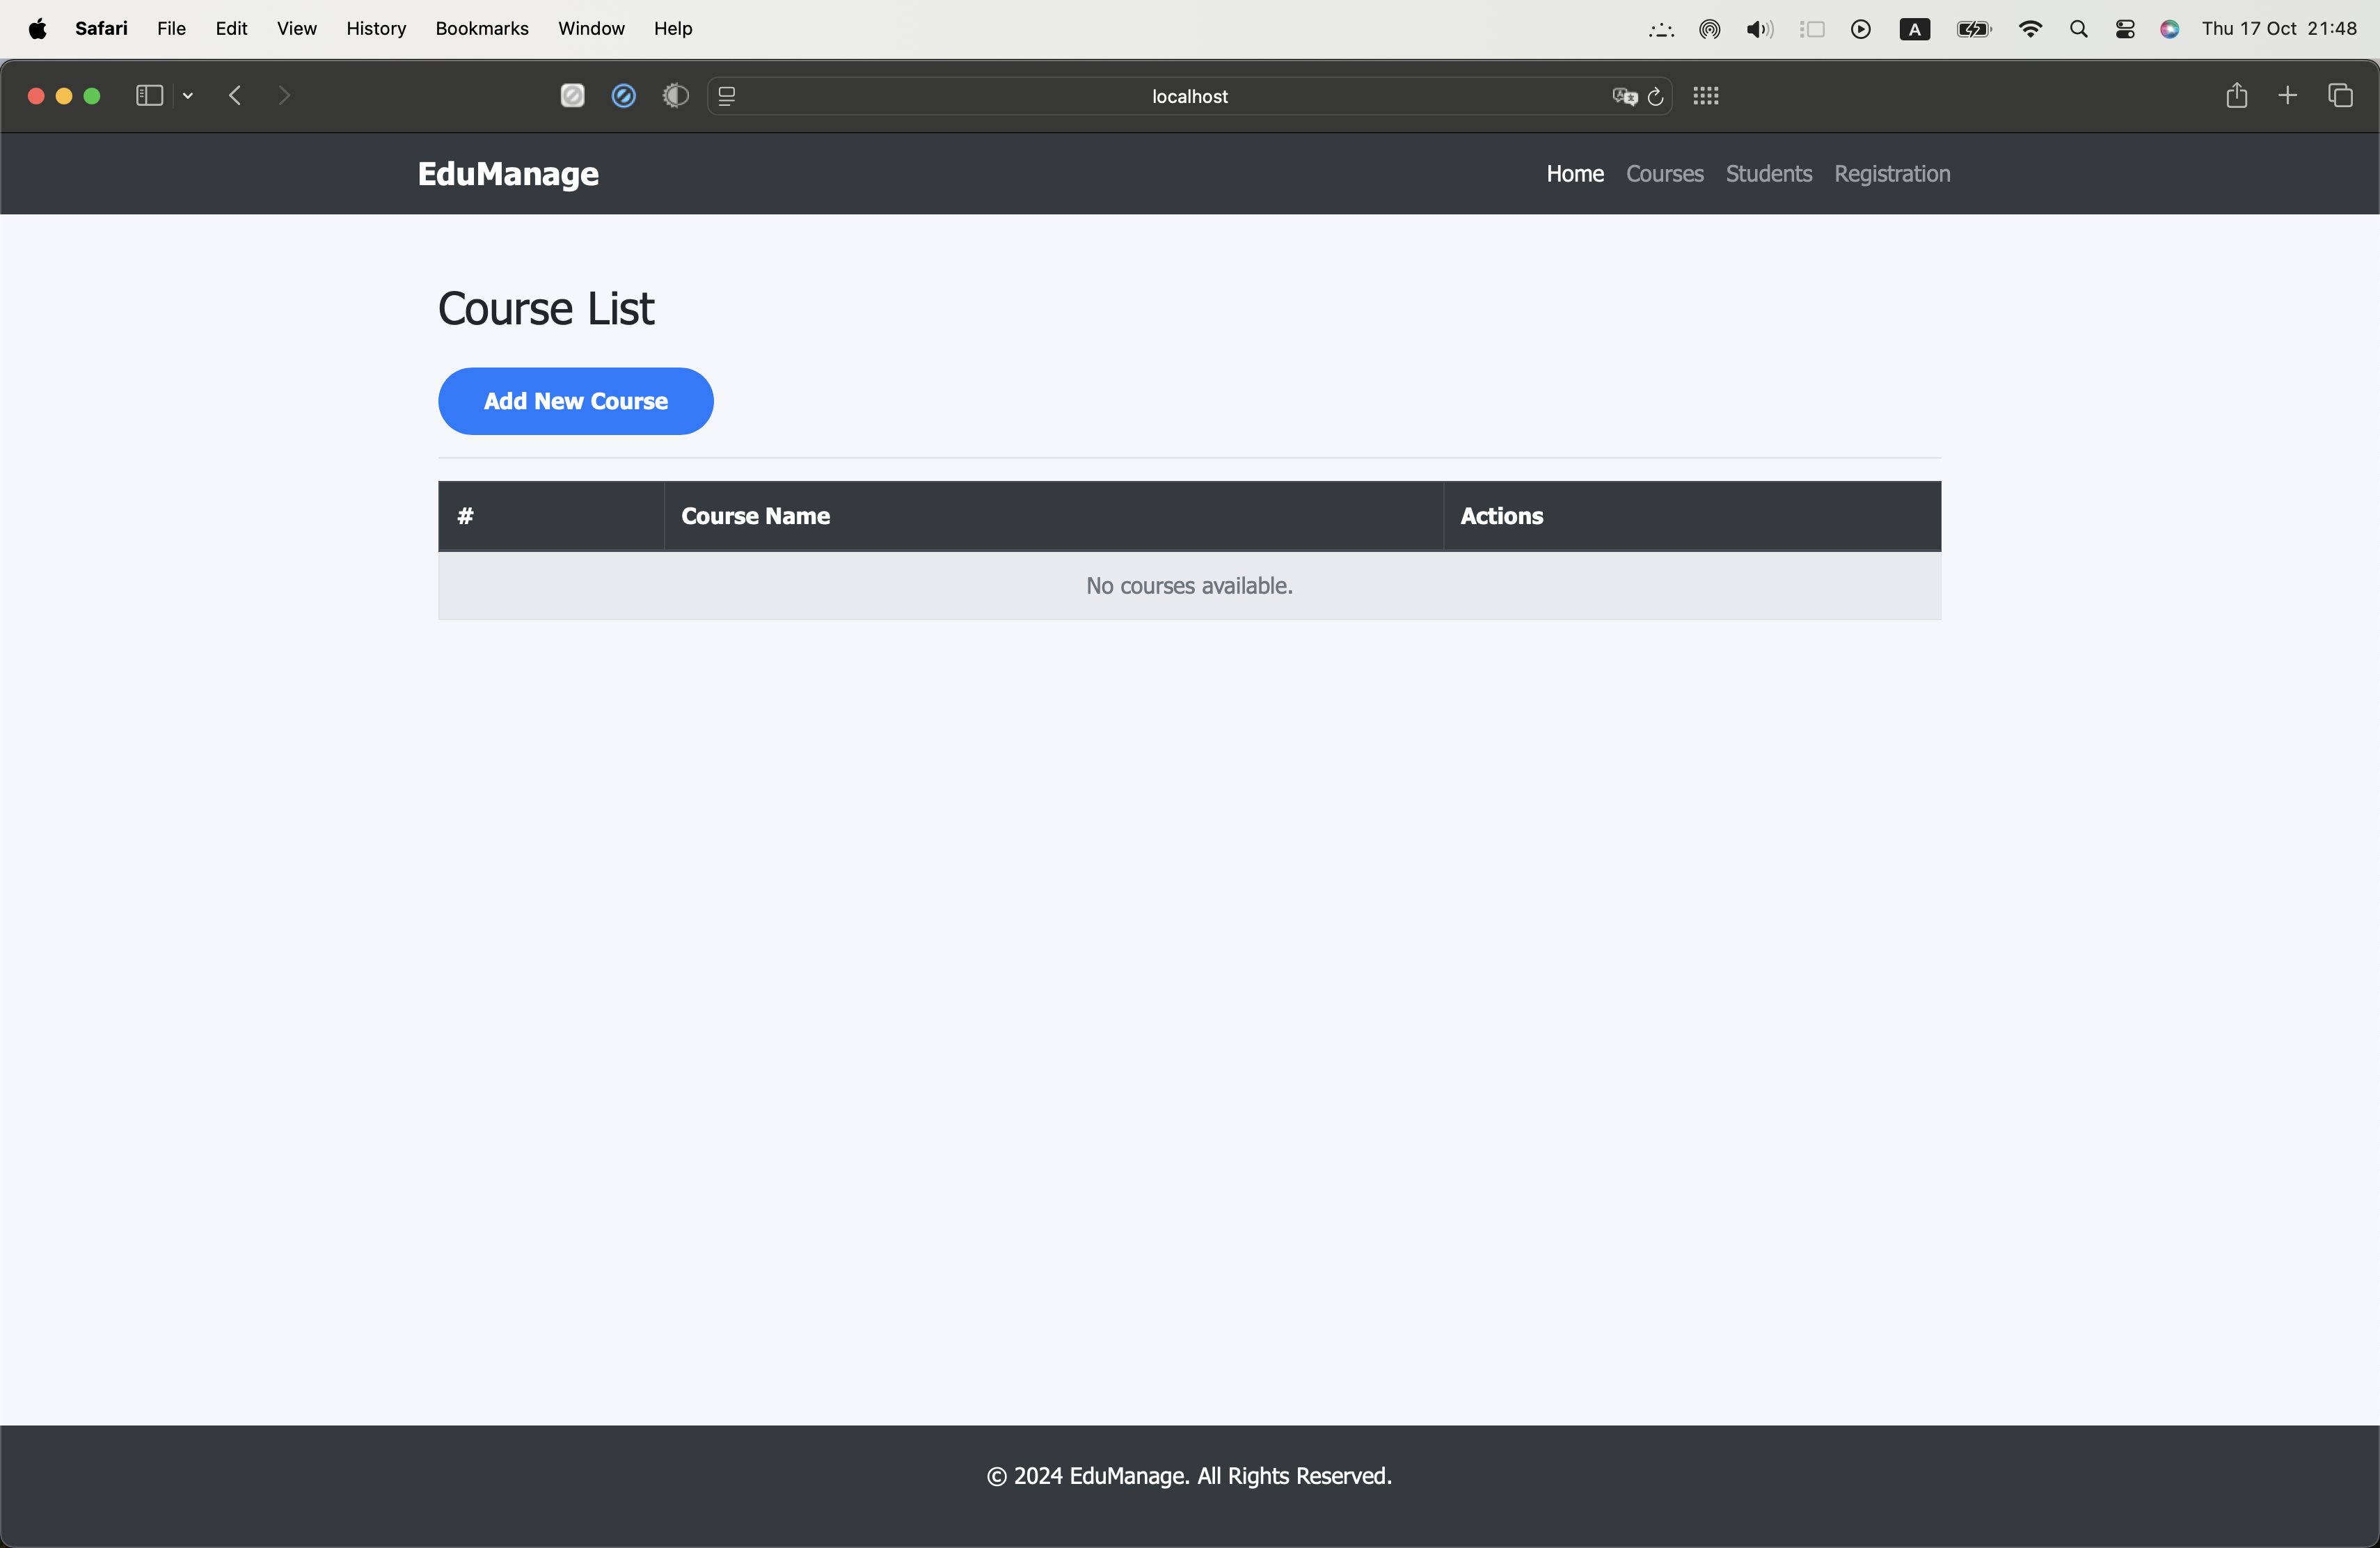 Safari File Edit View History Bookmarks Window Help A Thu 17 Oct 21:48
localhost
EduManage Home Courses Students Registration
Course List
Add New Course
# Course Name Actions
No courses available.
© 2024 EduManage. All Rights Reserved.